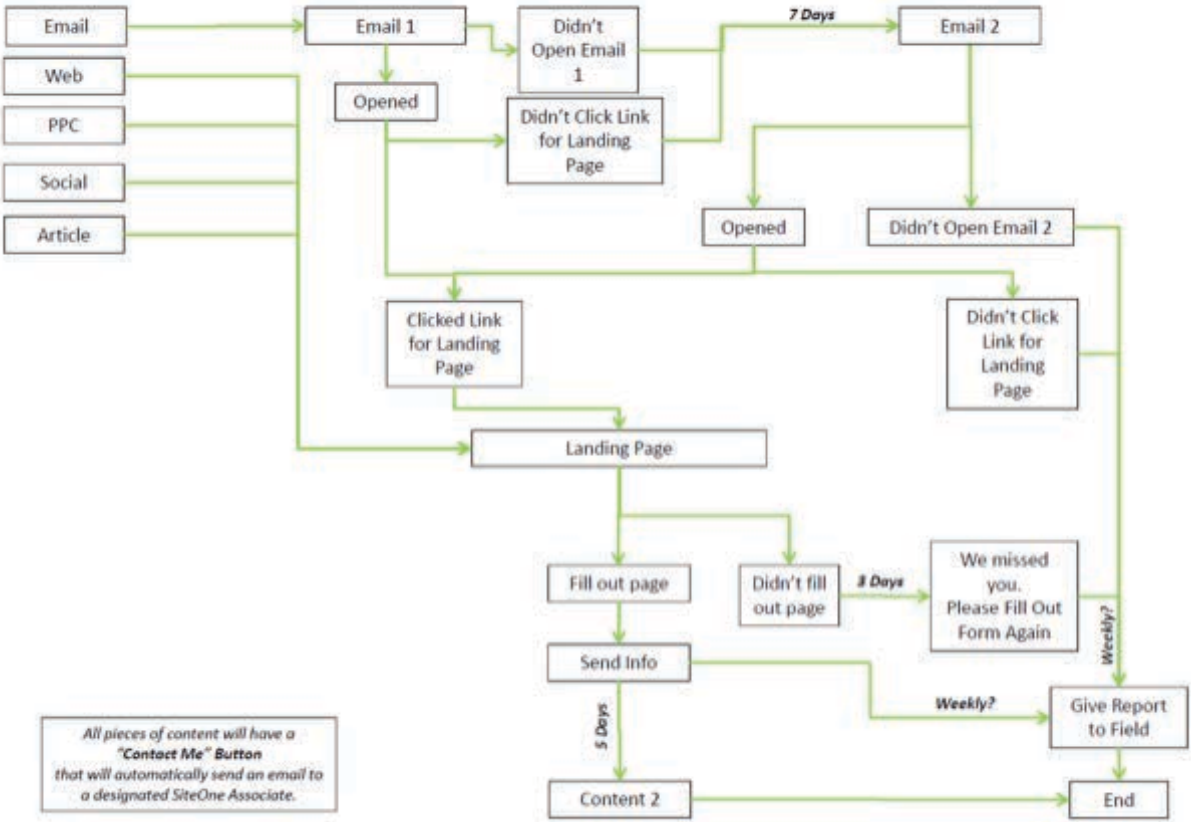 Email
Email 1
Didn't
Open Email
1
7 Days
Email 2
Web
Opened
PPC
Didn't Click Link
for Landing
Page
Social
Article
Opened
Didn't Open Email 2
Clicked Link
for Landing
Page
Didn't Click
Link for
Landing
Page
Landing Page
Fill out page
Didn't fill
out page
3 Days
We missed
you.
Please Fill Out
Form Again
Weekly?
Send Info
Weekly?
Give Report
to Field
5 Days
All pieces of content will have a
"Contact Me" Button
that will automatically send an email to
a designated SiteOne Associate.
Content 2
End